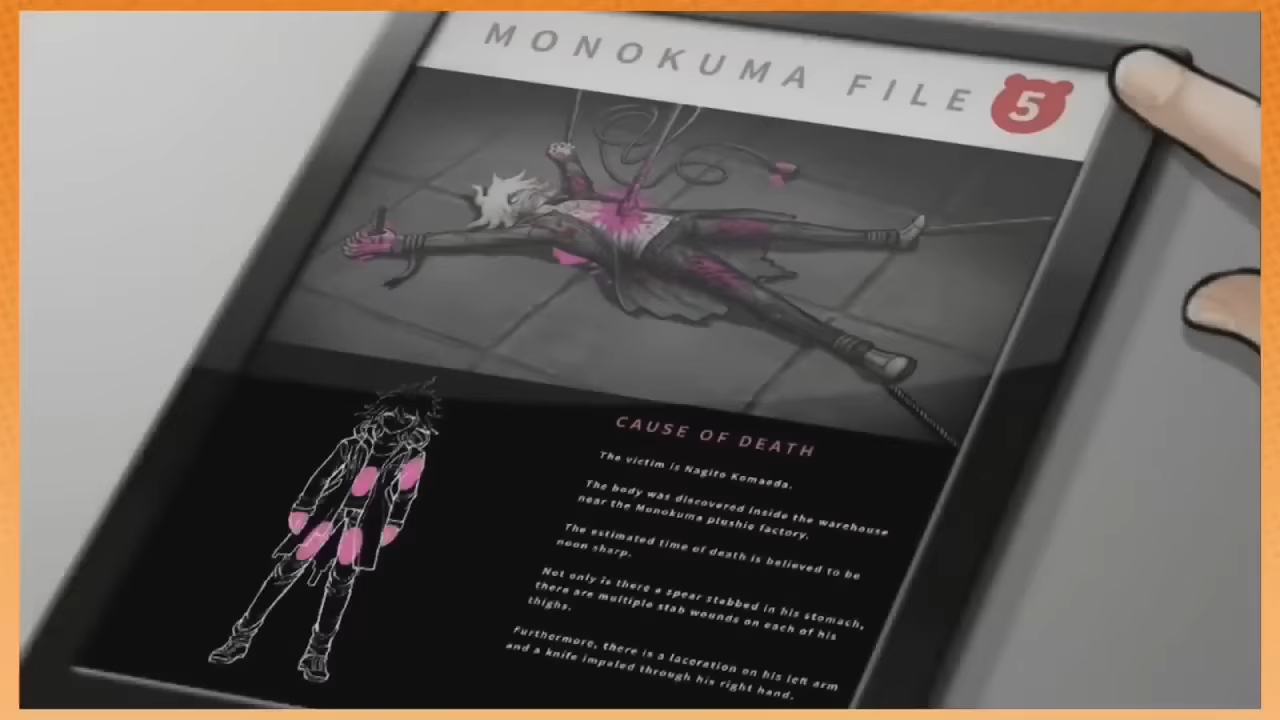 MONOKUMA FILE 5
CAUSE OF DEATH
The victim is Nagito Komaeda.
The body was discovered inside the warehouse
near the Monokuma plushie factory.
The estimated time of death is believed to be
noon sharp.
Not only is there a spear stabbed in his stomach,
there are multiple stab wounds on each of his
thighs.
Furthermore, there is a laceration on his left arm
and a knife impaled through his right hand.